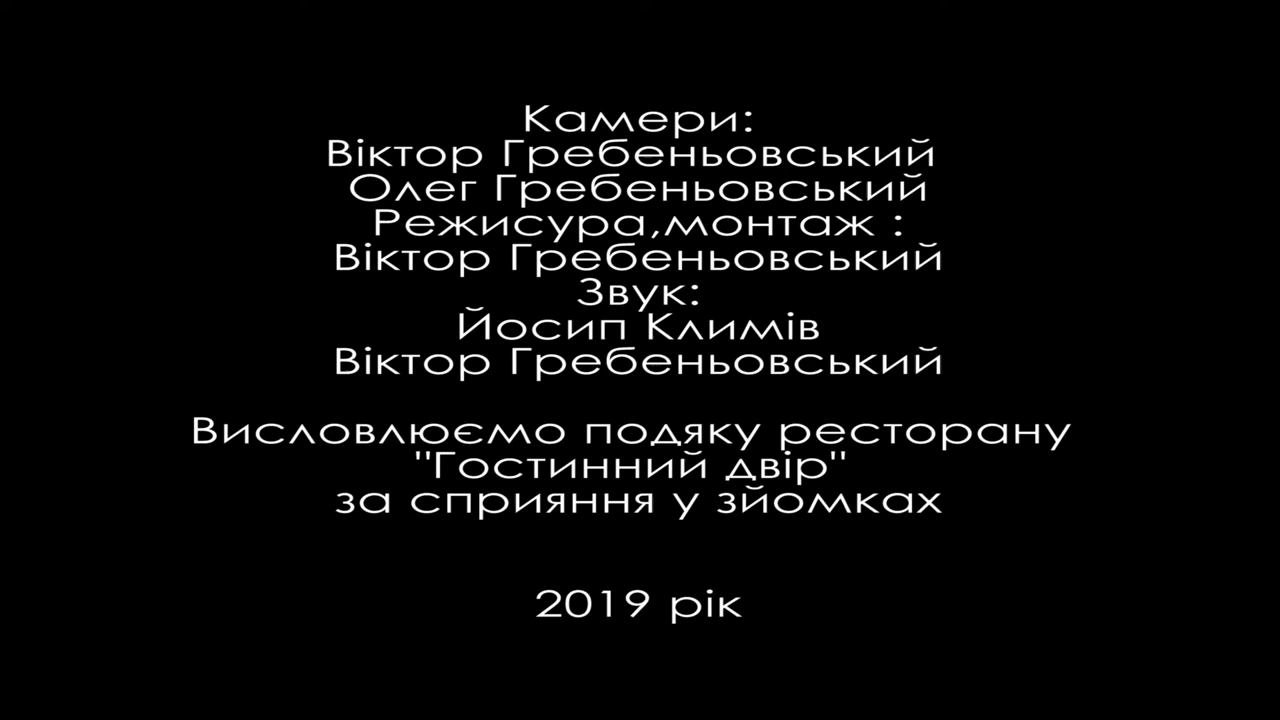 Камери:
Віктор Гребеньовський
Олег Гребеньовський
Режисура,монтаж :
Віктор Гребеньовський
Звук:
Йосип Климів
Віктор Гребеньовський
Висловлюємо подяку ресторану
"Гостинний двір"
за сприяння у зйомках
2019 рік